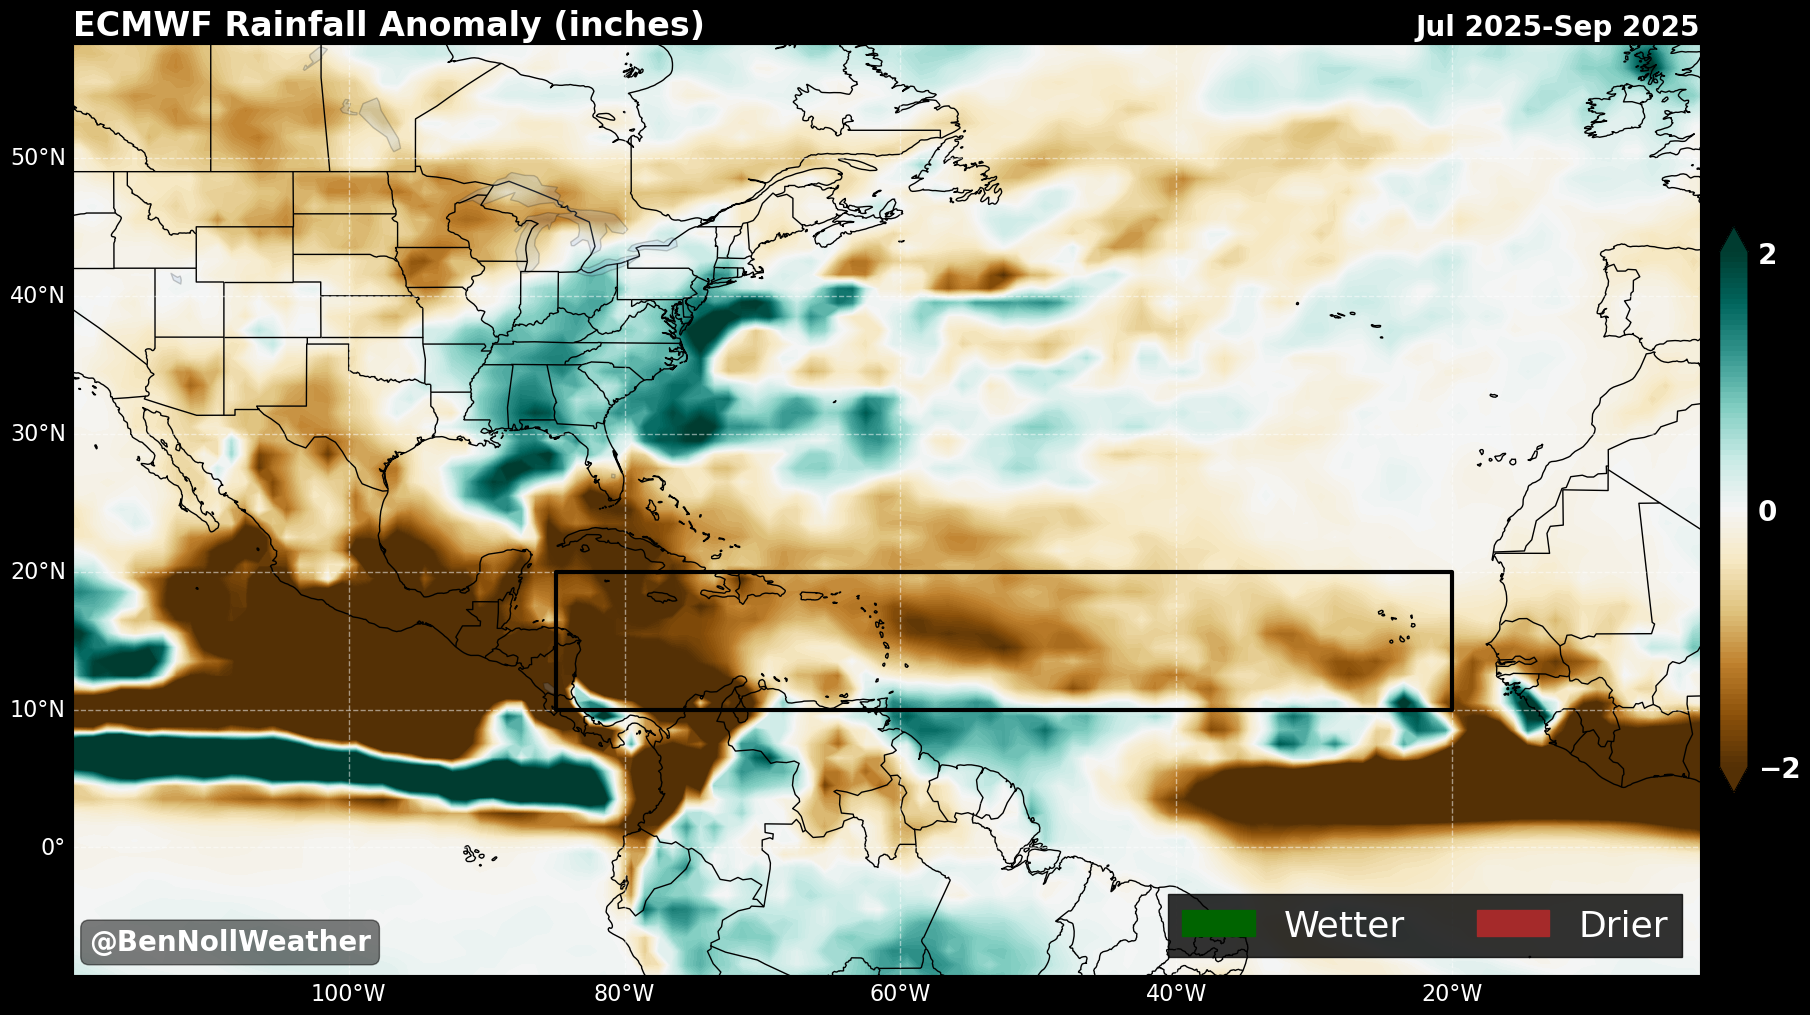 ECMWF Rainfall Anomaly (inches)
Jul 2025-Sep 2025
50°N
40°N
30°N
20°N
10°N
0°
2
0
−2
@BenNollWeather
Wetter
Drier
100°W
80°W
60°W
40°W
20°W